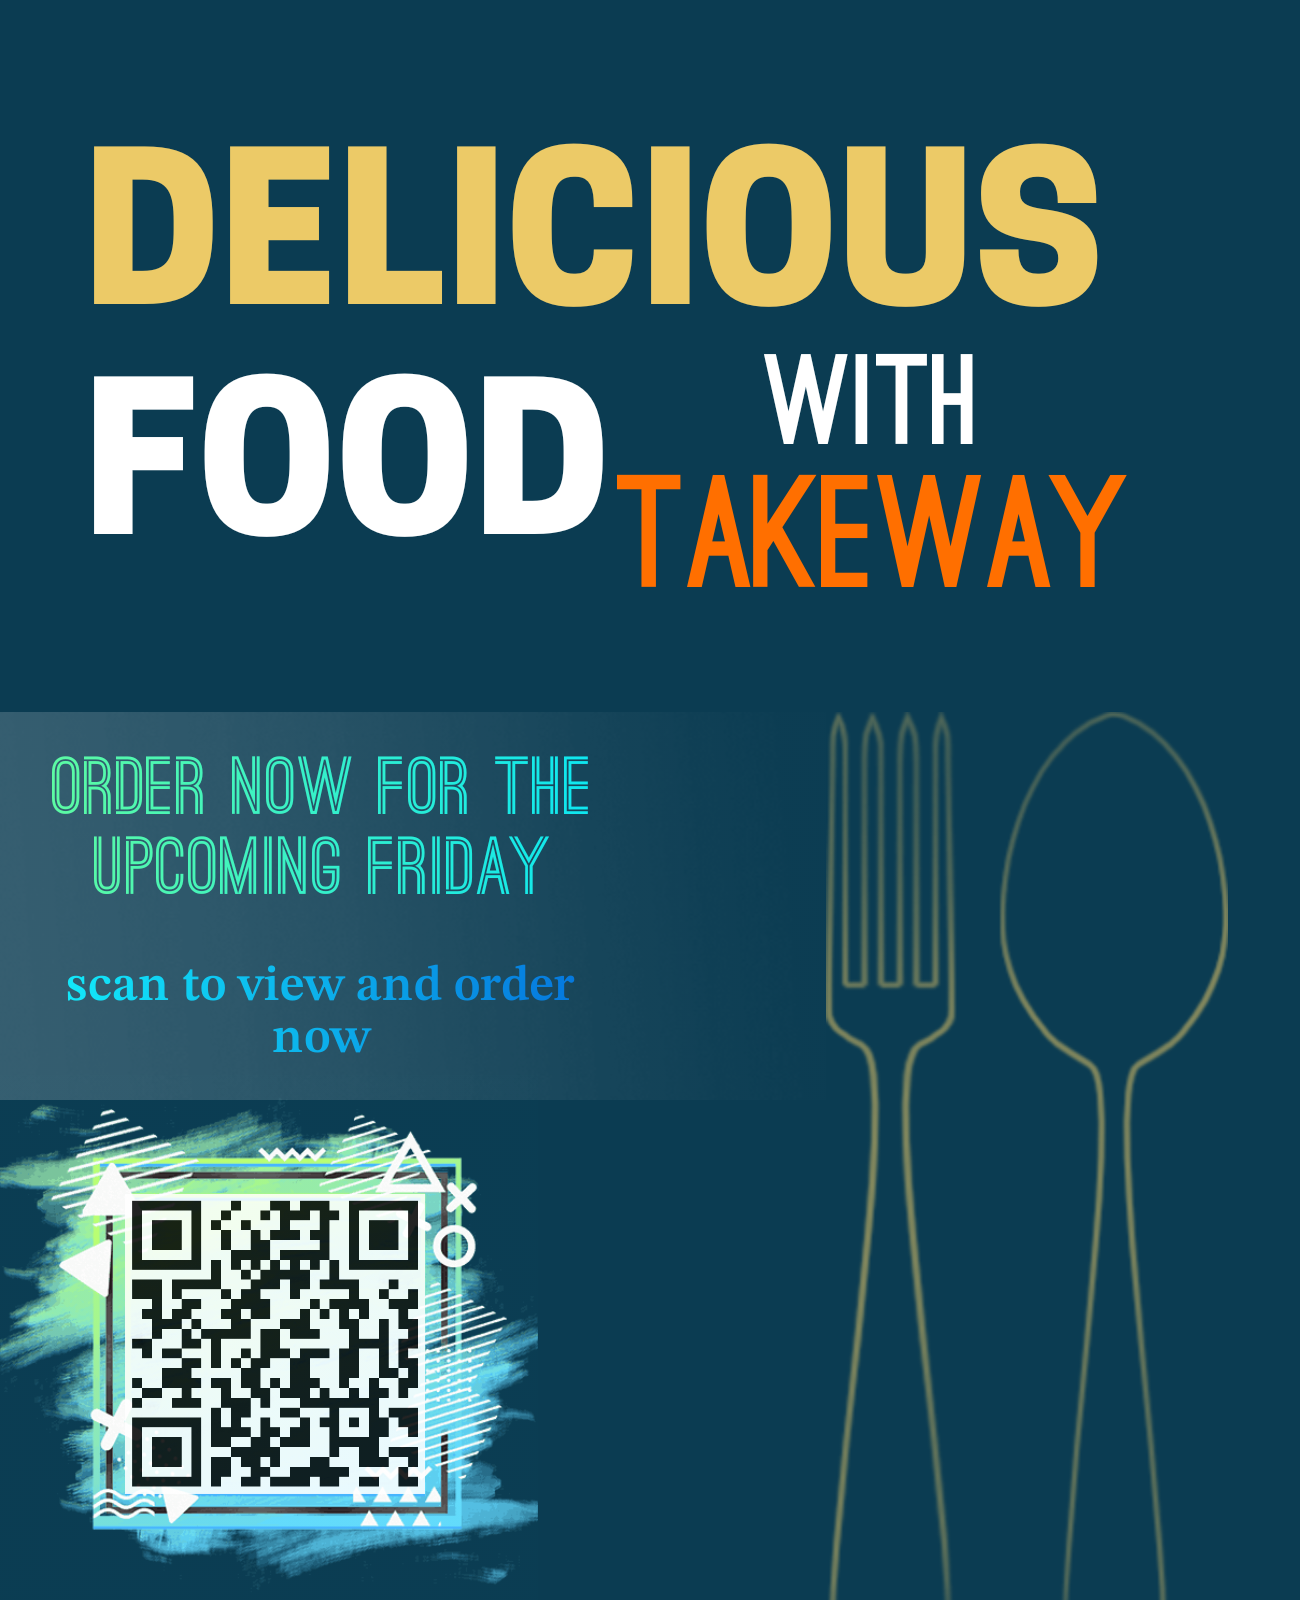 DELICIOUS
FOOD
WITH
TAKEWAY
ORDER NOW FOR THE
UPCOMING FRIDAY
scan to view and order
now